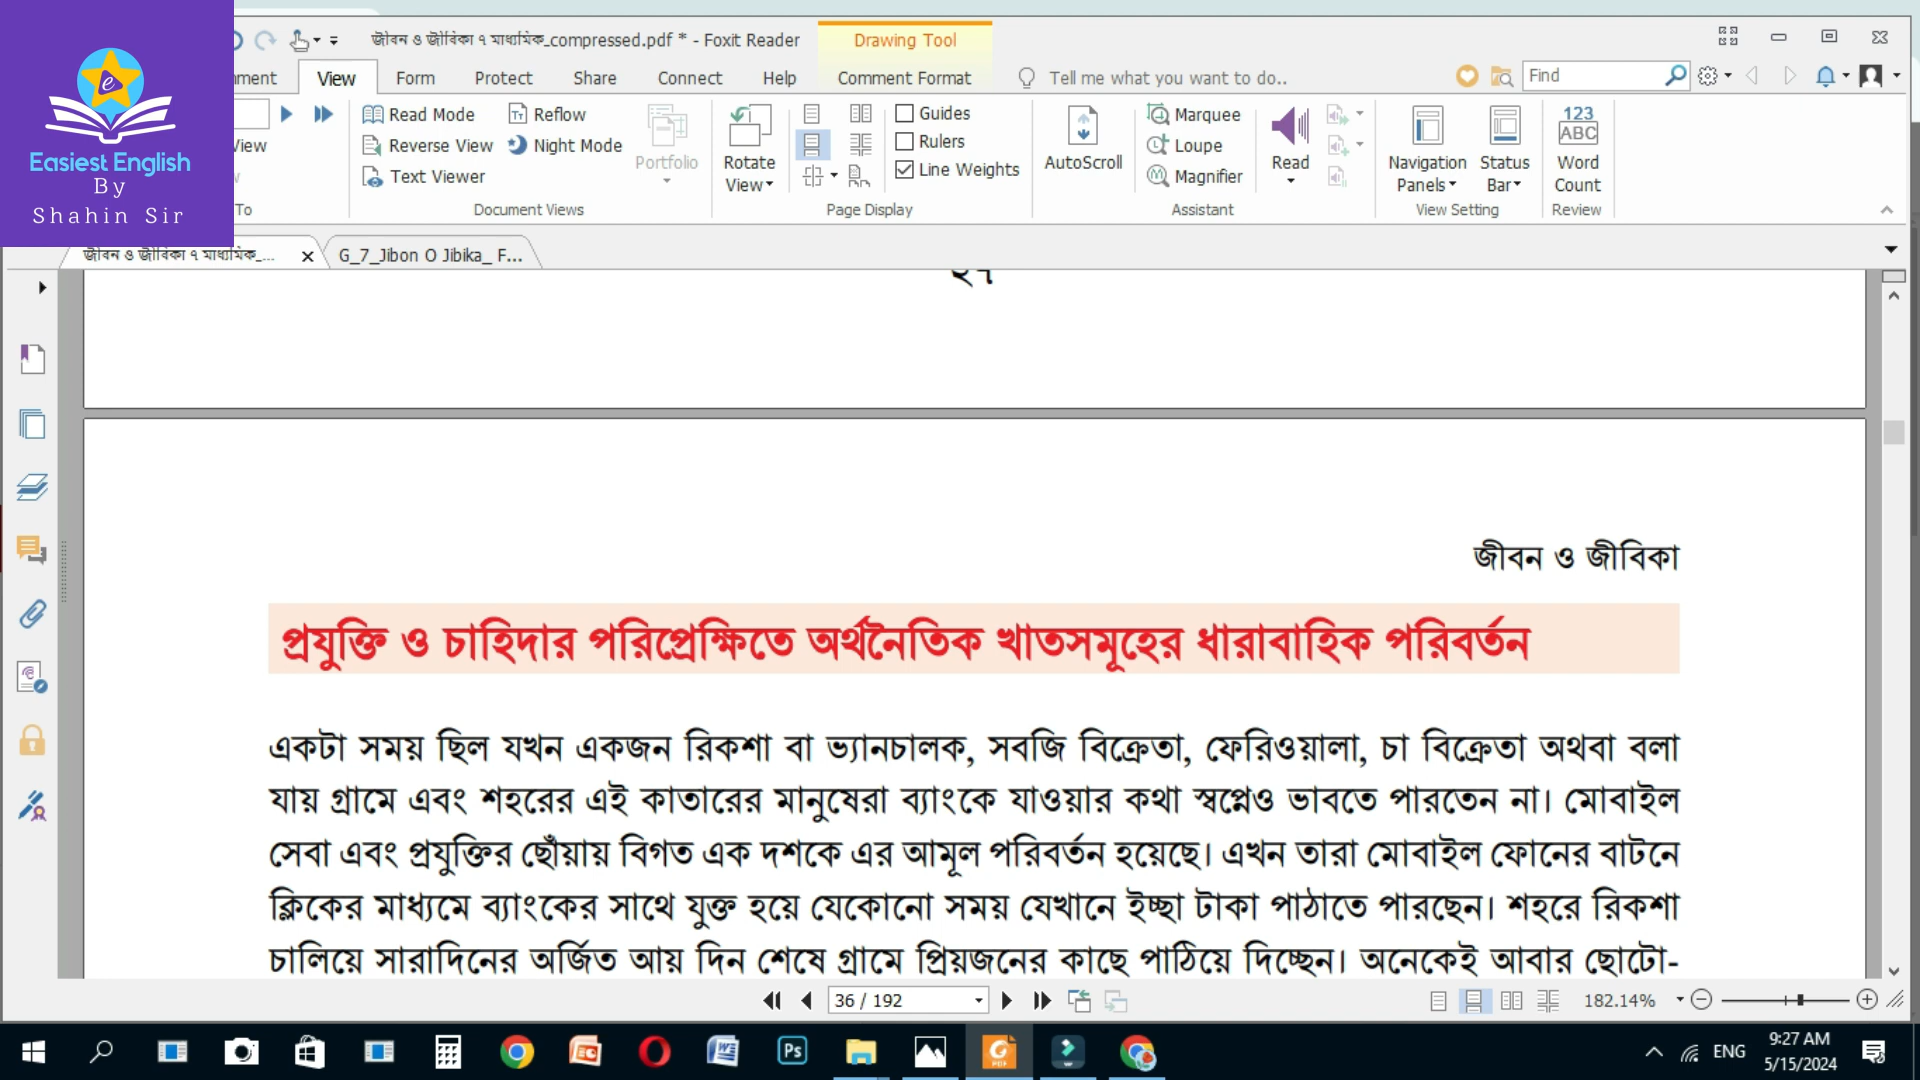 জীবন ও জীবিকা ৭ মাধ্যমিক_compressed.pdf * - Foxit Reader
Drawing Tool
View
Form
Protect
Share
Connect
Help
Comment Format
Tell me what you want to do..
Find
Easiest English
By
Shahin Sir
Read Mode
Reflow
Reverse View
Night Mode
Text Viewer
Document Views
Portfolio
Rotate
View
Guides
Rulers
Line Weights
Page Display
AutoScroll
Marquee
Loupe
Magnifier
Read
Assistant
Navigation
Panels
Status
Bar
View Setting
123
ABC
Word
Count
Review
To
জীবন ও জীবিকা ৭ মাধ্যমিক_...
G_7_Jibon O Jibika_ F...
জীবন ও জীবিকা
প্রযুক্তি ও চাহিদার পরিপ্রেক্ষিতে অর্থনৈতিক খাতসমূহের ধারাবাহিক পরিবর্তন
একটা সময় ছিল যখন একজন রিকশা বা ভ্যানচালক, সবজি বিক্রেতা, ফেরিওয়ালা, চা বিক্রেতা অথবা বলা
যায় গ্রামে এবং শহরের এই কাতারের মানুষেরা ব্যাংকে যাওয়ার কথা স্বপ্নেও ভাবতে পারতেন না। মোবাইল
সেবা এবং প্রযুক্তির ছোঁয়ায় বিগত এক দশকে এর আমূল পরিবর্তন হয়েছে। এখন তারা মোবাইল ফোনের বাটনে
ক্লিকের মাধ্যমে ব্যাংকের সাথে যুক্ত হয়ে যেকোনো সময় যেখানে ইচ্ছা টাকা পাঠাতে পারছেন। শহরে রিকশা
চালিয়ে সারাদিনের অর্জিত আয় দিন শেষে গ্রামে প্রিয়জনের কাছে পাঠিয়ে দিচ্ছেন। অনেকেই আবার ছোটো-
36 / 192
182.14%
Ps
ENG
9:27 AM
5/15/2024